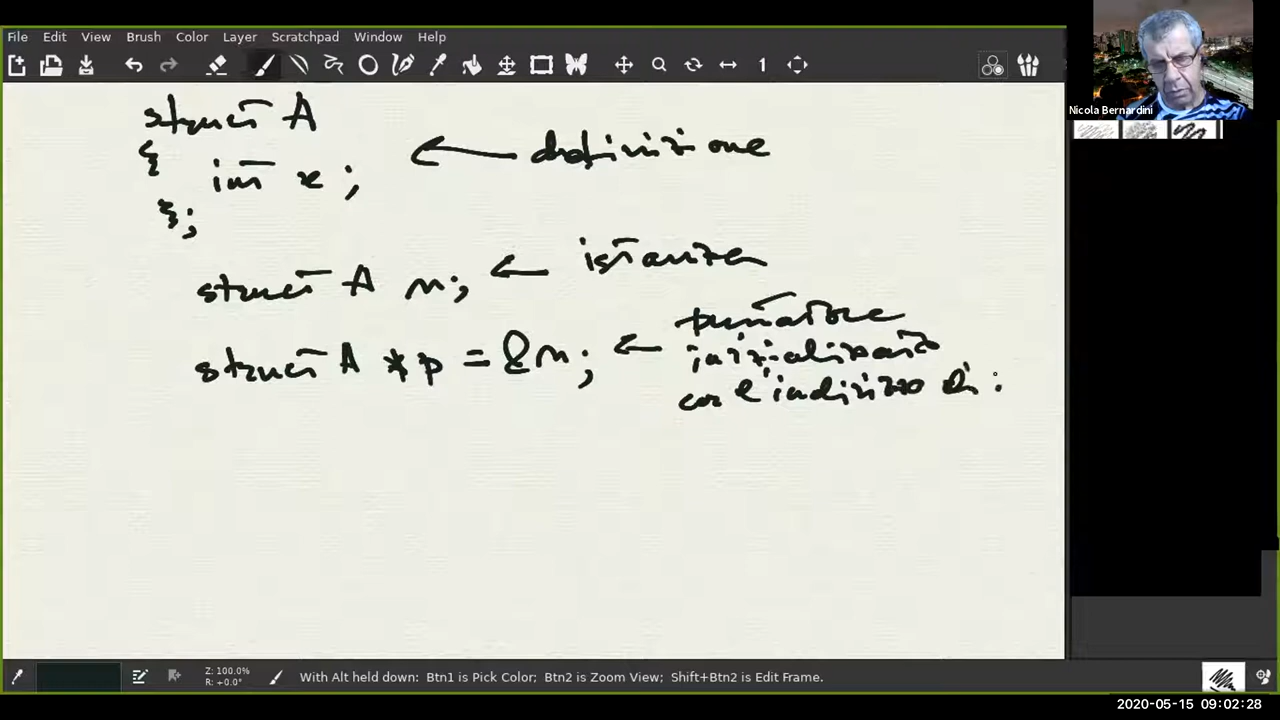 File Edit View Brush Color Layer Scratchpad Window Help
1
Nicola Bernardini
struct A
{ int x; ← definizione
};
struct A n; ← istanza
struct A *p = &n; ← puntatore
inizializzato
con l'indirizzo di :
Z: 100.0%
R: +0.0°
With Alt held down: Btn1 is Pick Color; Btn2 is Zoom View; Shift+Btn2 is Edit Frame.
2020-05-15 09:02:28